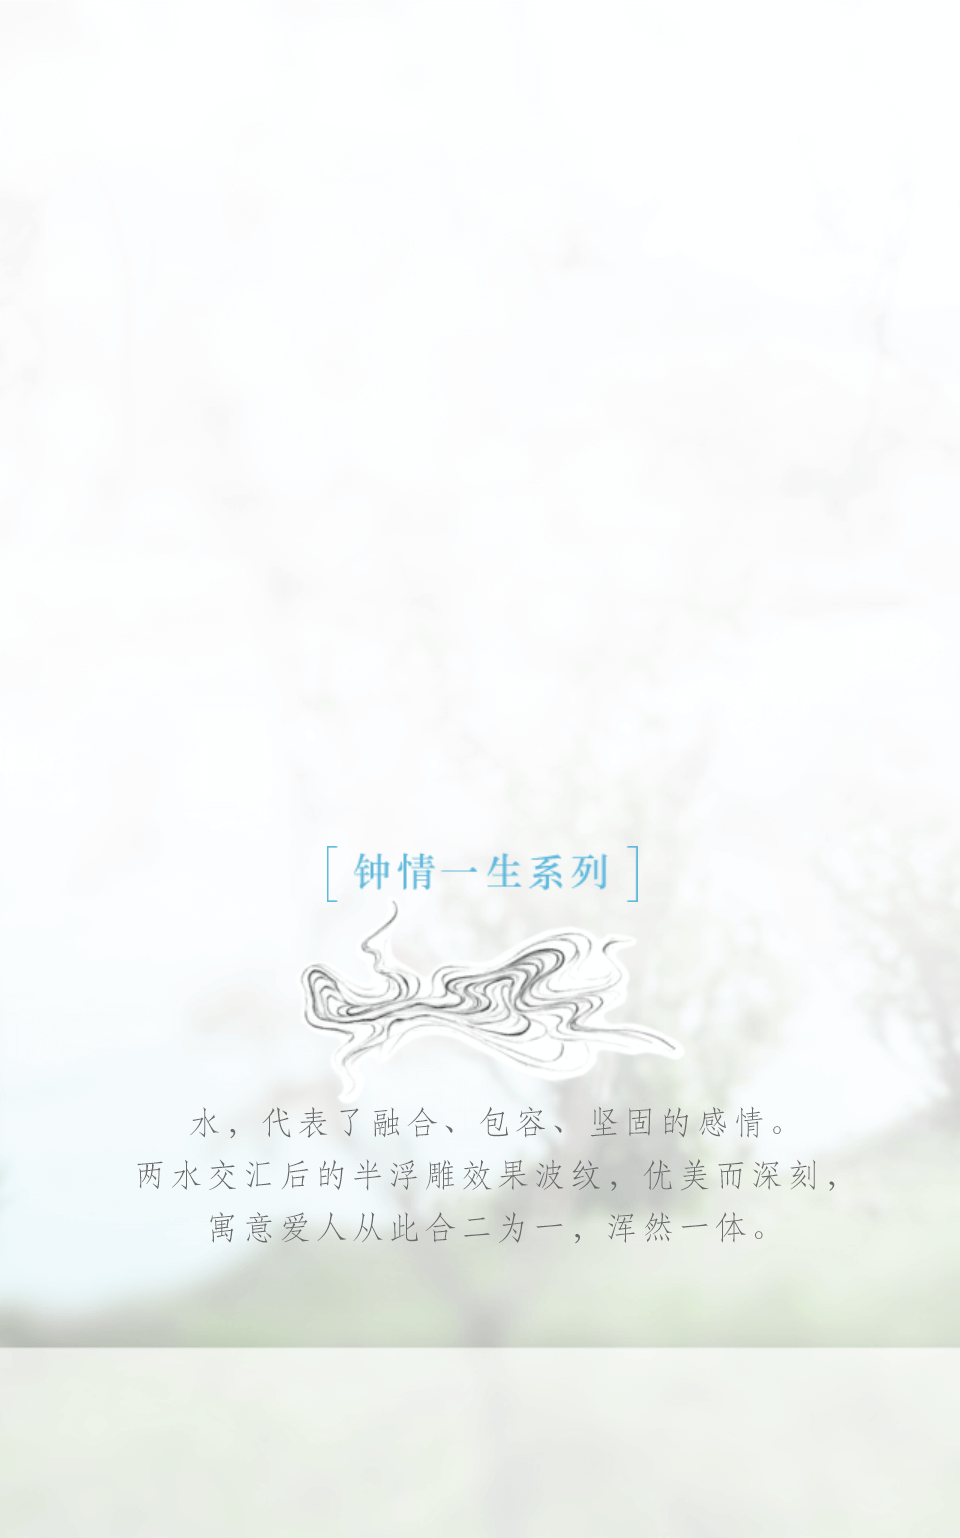 [ 钟情一生系列 ]
水，代表了融合、包容、坚固的感情。
两水交汇后的半浮雕效果波纹，优美而深刻，
寓意爱人从此合二为一，浑然一体。